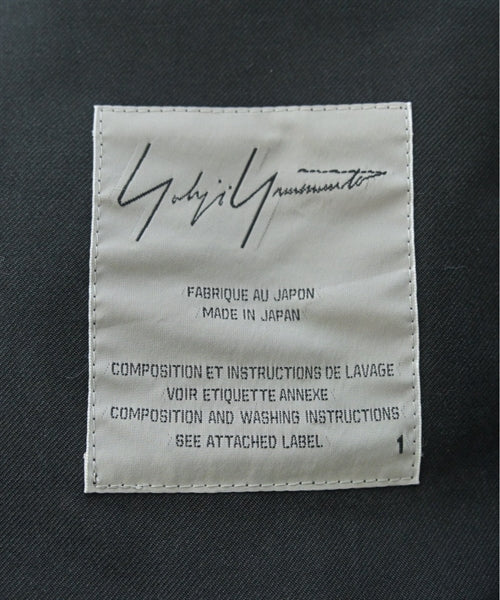 Yohji Yamamoto
FABRIQUE AU JAPON
MADE IN JAPAN
COMPOSITION ET INSTRUCTIONS DE LAVAGE
VOIR ETIQUETTE ANNEXE
COMPOSITION AND WASHING INSTRUCTIONS
SEE ATTACHED LABEL 1